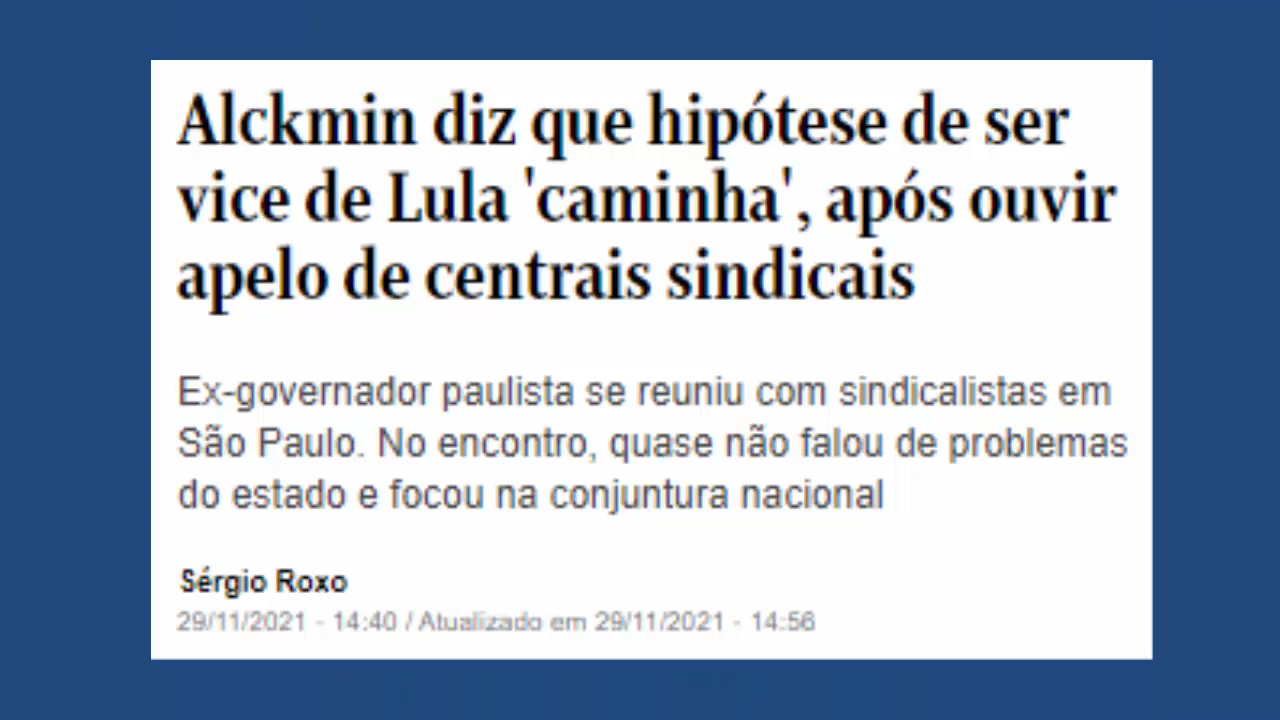 Alckmin diz que hipótese de ser
vice de Lula 'caminha', após ouvir
apelo de centrais sindicais
Ex-governador paulista se reuniu com sindicalistas em
São Paulo. No encontro, quase não falou de problemas
do estado e focou na conjuntura nacional
Sérgio Roxo
29/11/2021 - 14:40 / Atualizado em 29/11/2021 - 14:56